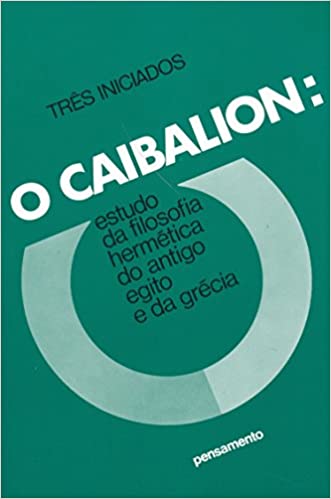 TRÊS INICIADOS
O CAIBALION:
estudo
da filosofia
hermética
do antigo
egito
e da grécia
pensamento